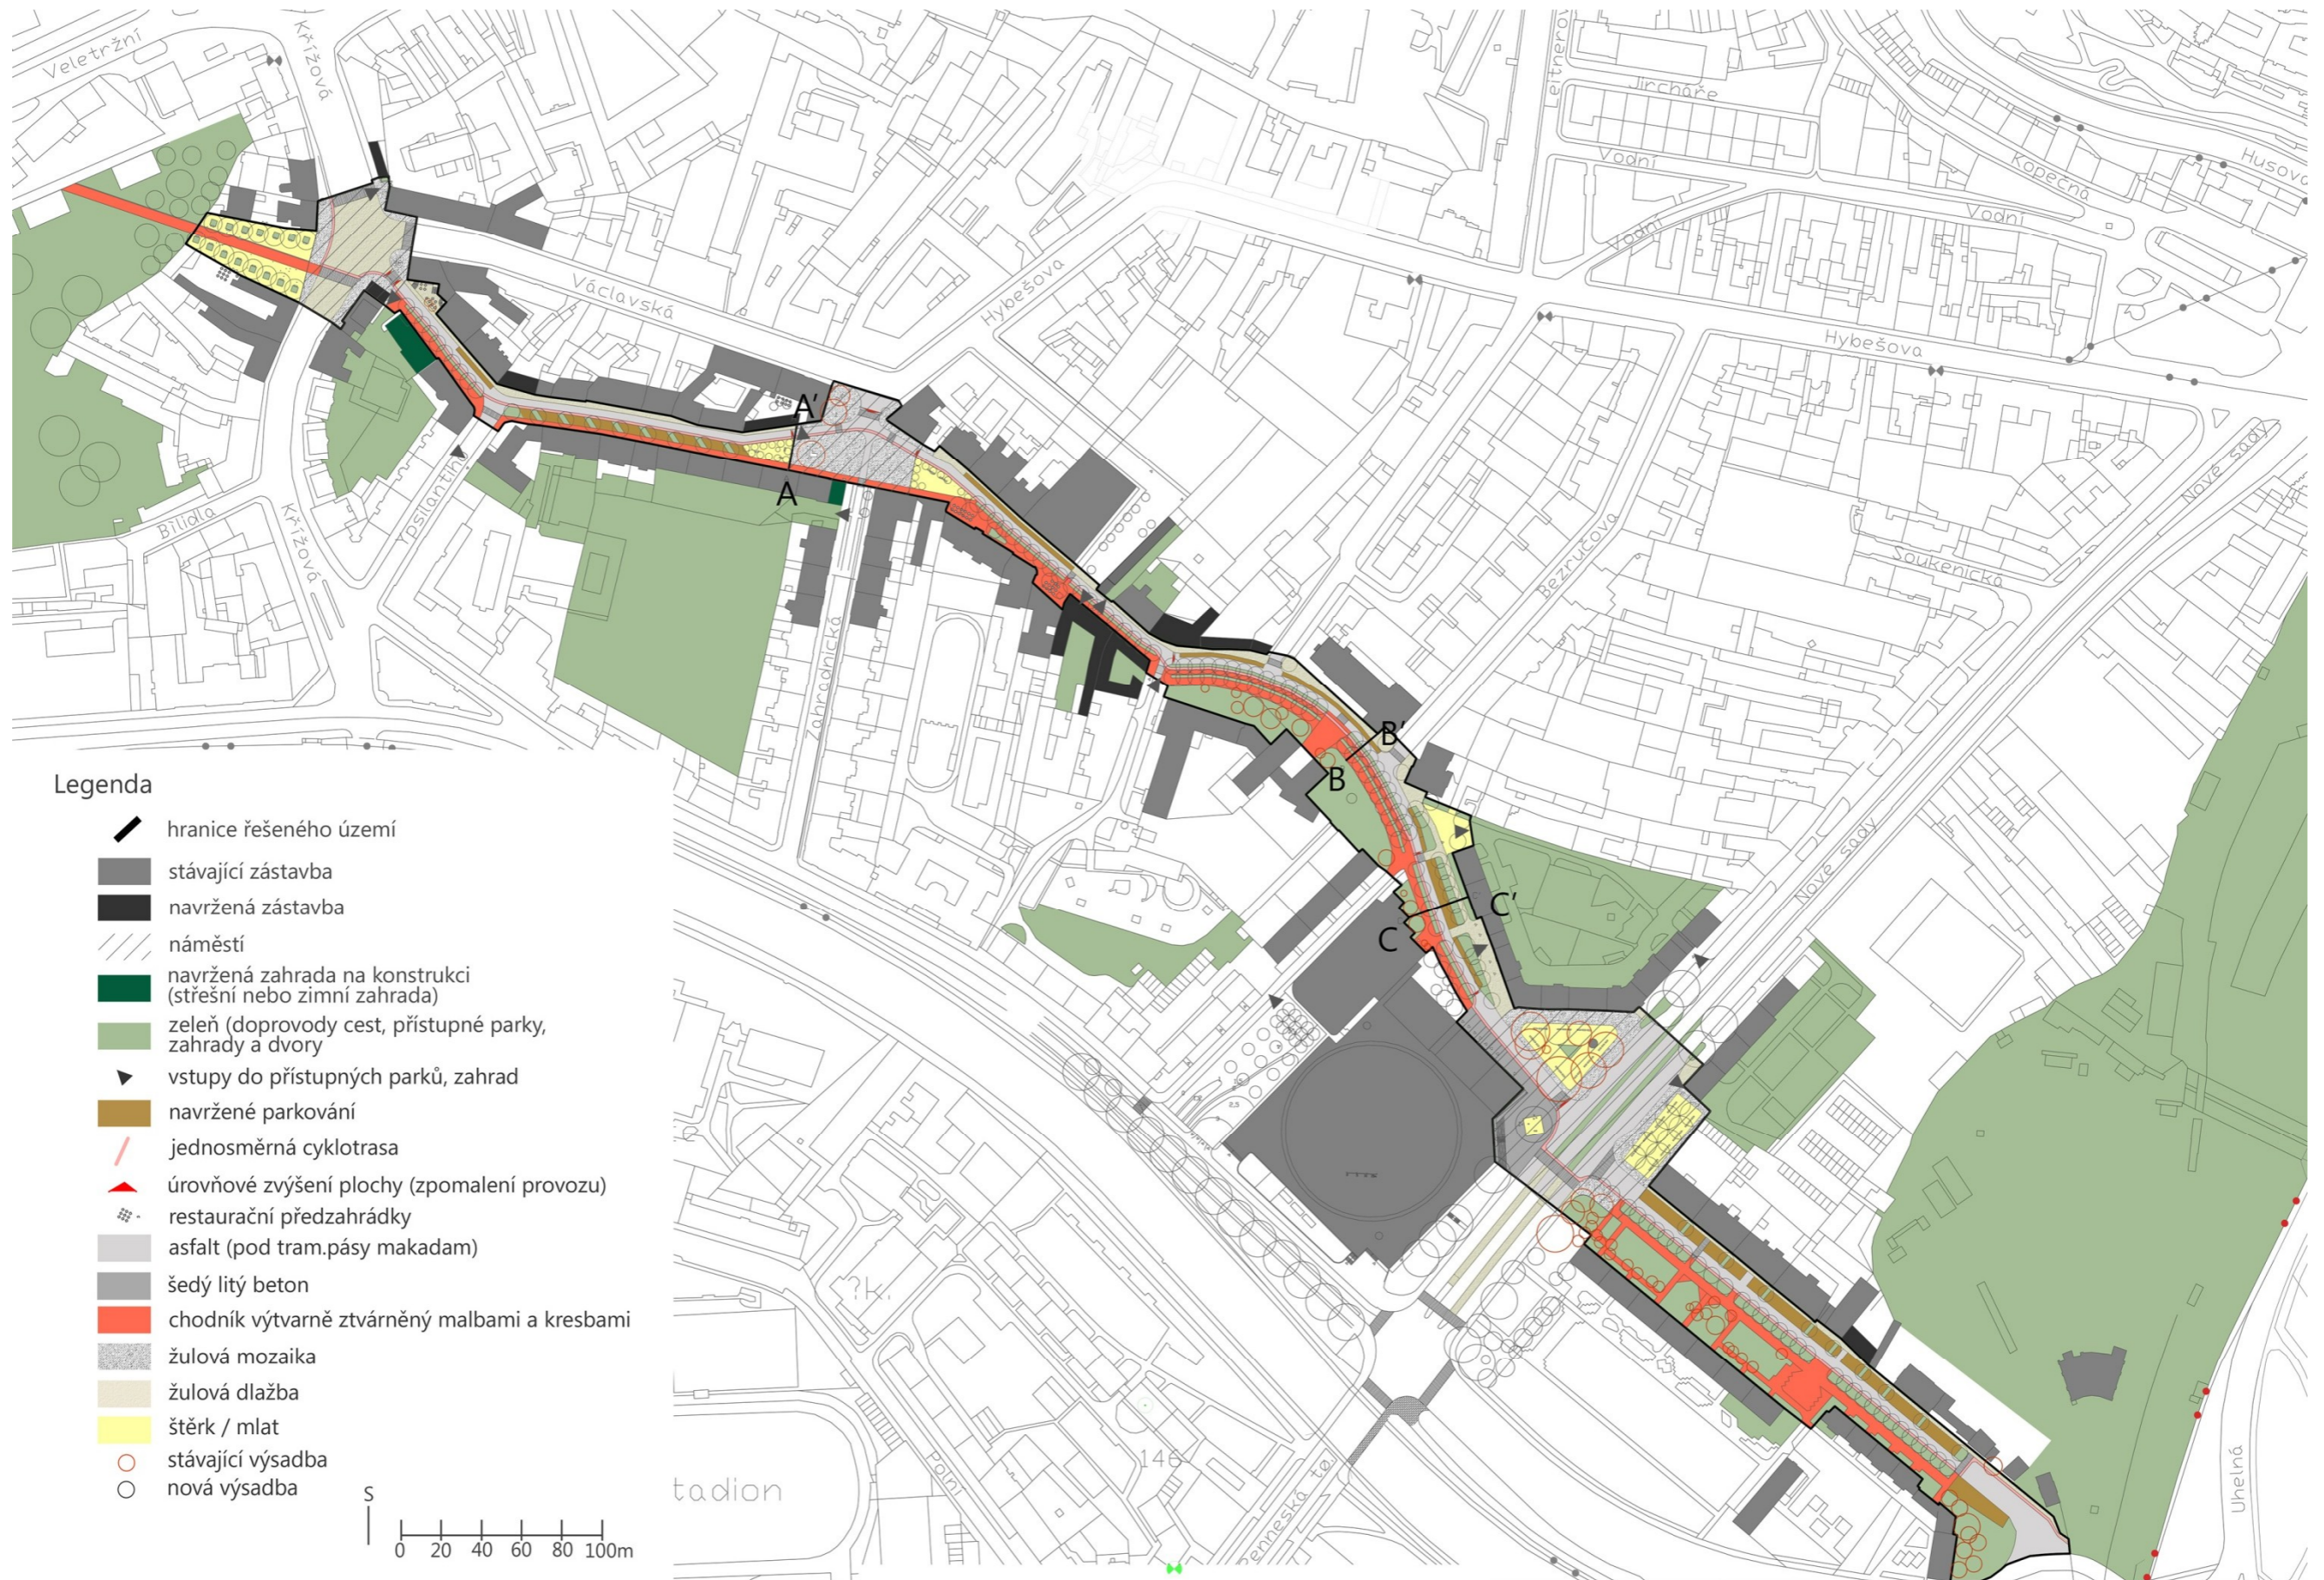 Veletržní
Křížová
Leitnerova
Jircháře
Vodní
Kopečná
Husova
Vodní
Vodní
Václavská
Hybešova
Hybešova
Nové sady
Bezručova
Soukenická
Bílidla
Křížová
Ypsilantiho
A'
A
Zahradnická
B'
B
C'
C
Nové sady
Legenda
hranice řešeného území
stávající zástavba
navržená zástavba
náměstí
navržená zahrada na konstrukci
(střešní nebo zimní zahrada)
zeleň (doprovody cest, přístupné parky,
zahrady a dvory
vstupy do přístupných parků, zahrad
navržené parkování
jednosměrná cyklotrasa
úrovňové zvýšení plochy (zpomalení provozu)
restaurační předzahrádky
asfalt (pod tram.pásy makadam)
šedý litý beton
chodník výtvarně ztvárněný malbami a kresbami
žulová mozaika
žulová dlažba
štěrk / mlat
stávající výsadba
nová výsadba
S
0 20 40 60 80 100m
?k.
146
tadion
Polní
Uhelná